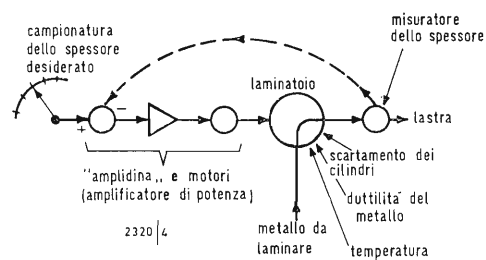 campionatura
dello spessore
desiderato
misuratore
dello spessore
laminatoio
+
−
lastra
"amplidina„ e motori
(amplificatore di potenza)
scartamento dei
cilindri
duttilità del
metallo
metallo da
laminare
temperatura
2320/4